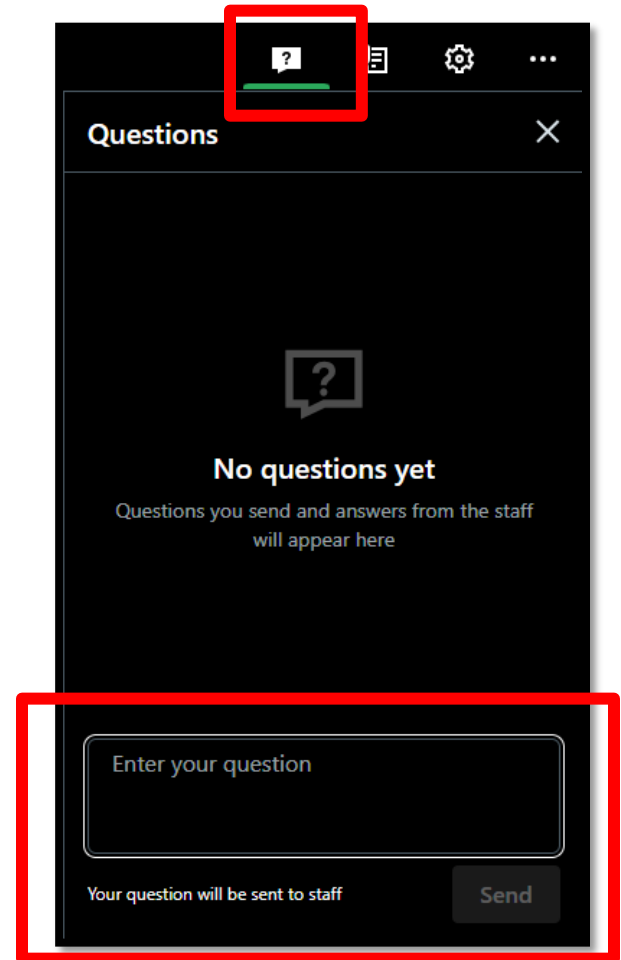 Questions
No questions yet
Questions you send and answers from the staff
will appear here
Enter your question
Your question will be sent to staff
Send